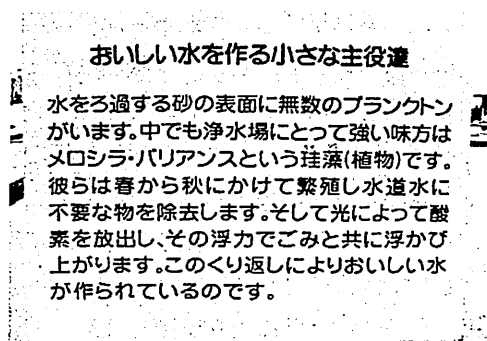 おいしい水を作る小さな主役達
水をろ過する砂の表面に無数のプランクトン
がいます。中でも浄水場にとって強い味方は
メロシラ・バリアンスという珪藻(植物)です。
彼らは春から秋にかけて繁殖し水道水に
不要な物を除去します。そして光によって酸
素を放出し、その浮力でごみと共に浮かび
上がります。このくり返しによりおいしい水
が作られているのです。